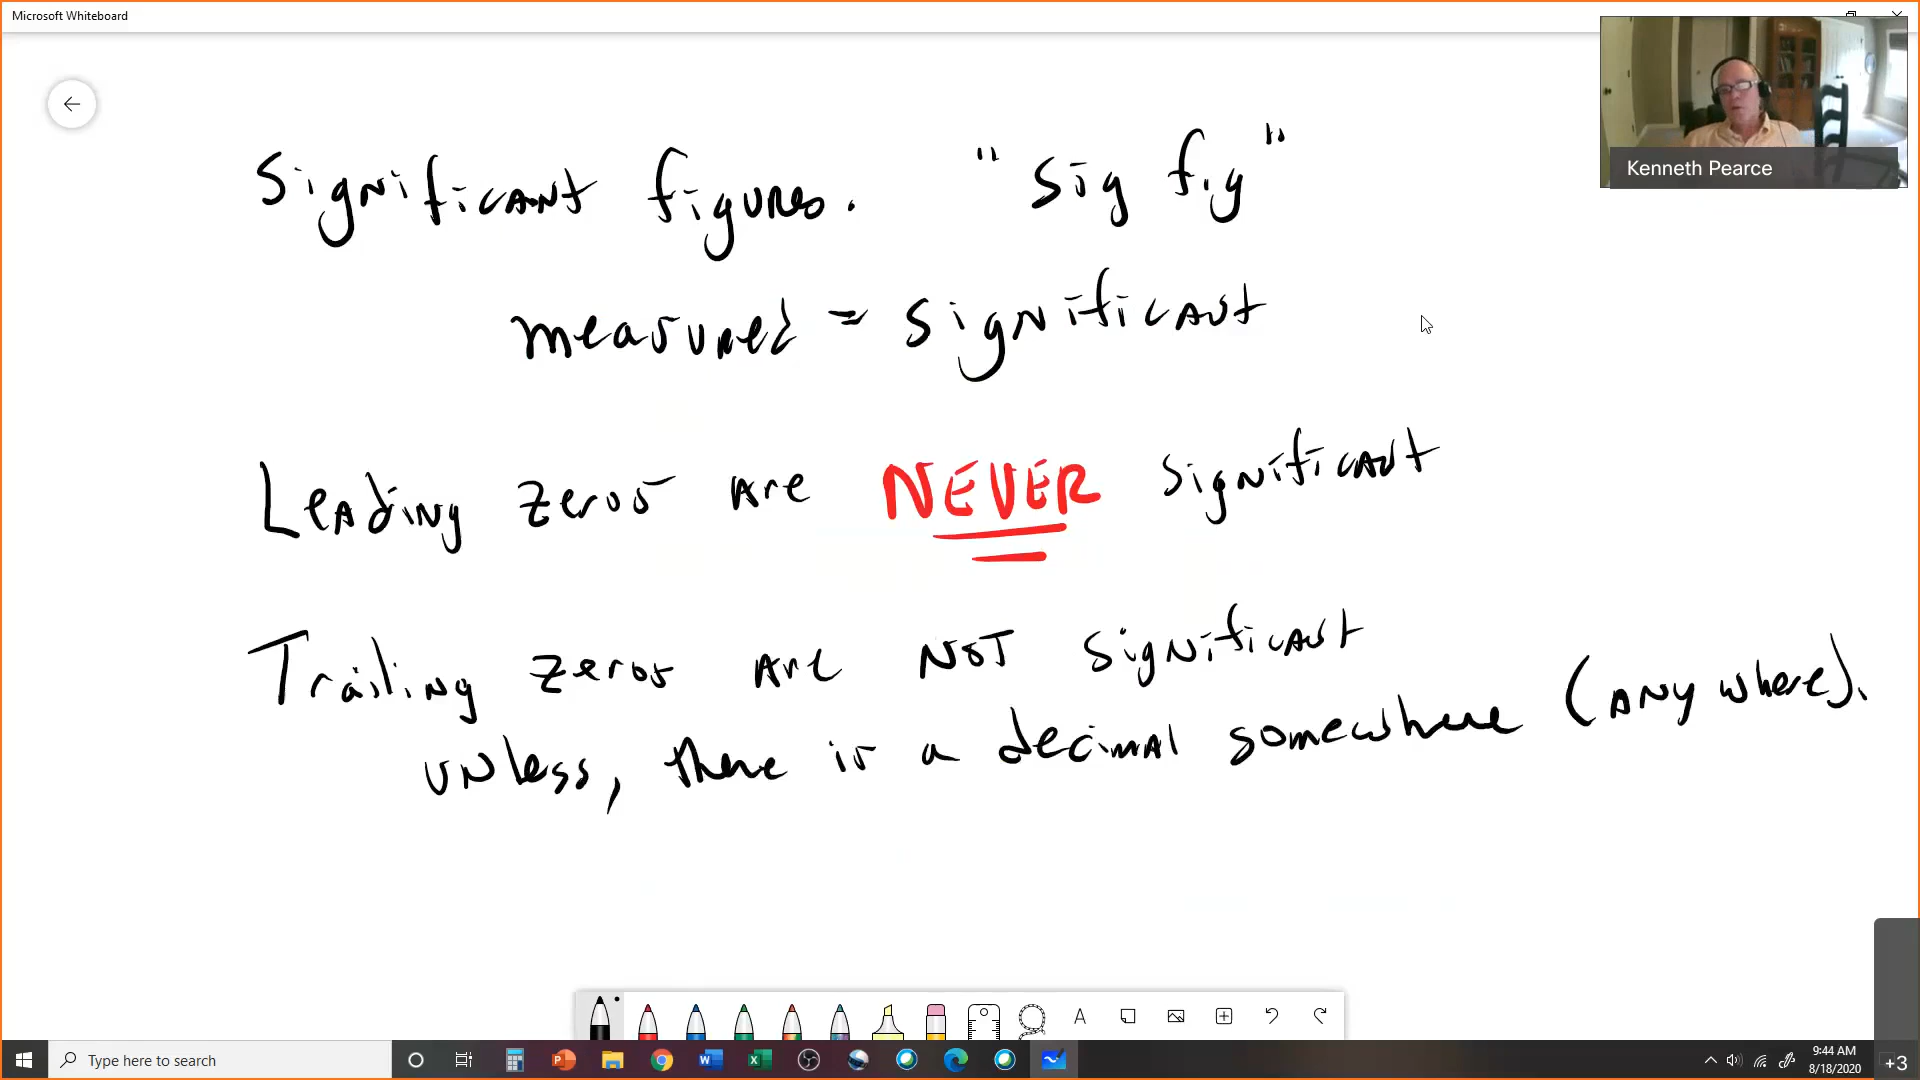 Microsoft Whiteboard
Kenneth Pearce
Significant figures. "Sig fig"
measured = significant
Leading zeros are NEVER significant
Trailing zeros are NOT significant
unless, there is a decimal somewhere (anywhere).
A
Type here to search
9:44 AM
8/18/2020
+3